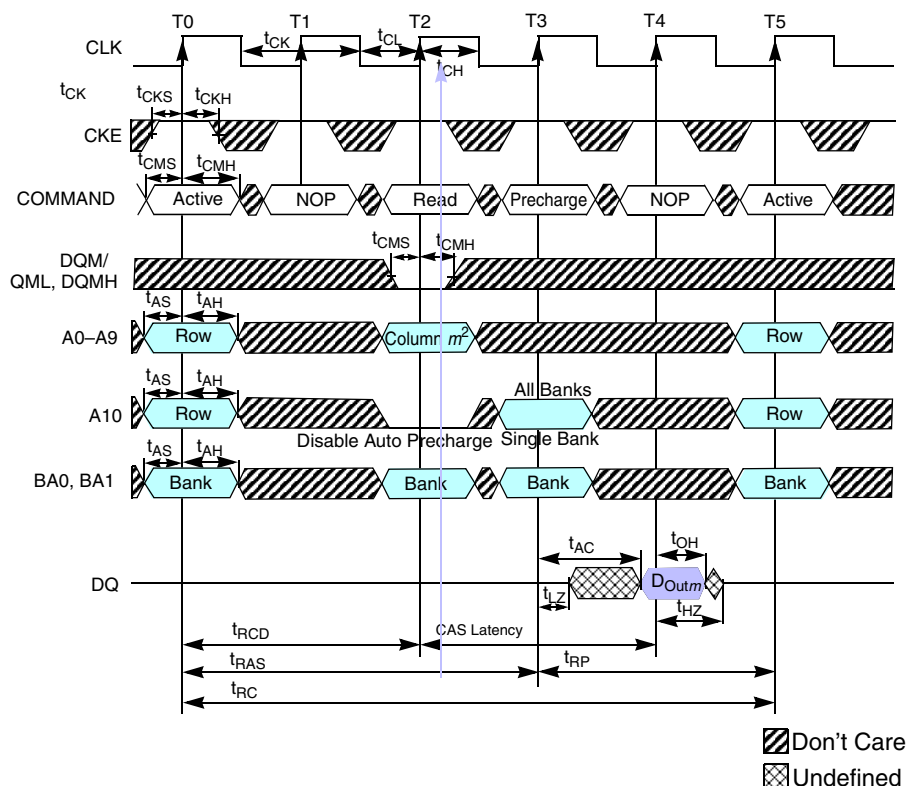 T0 T1 T2 T3 T4 T5
CLK
tCK tCL
tCH
tCK
tCKS tCKH
CKE
tCMS tCMH
COMMAND Active NOP Read Precharge NOP Active
tCMS tCMH
DQM/
QML, DQMH
tAS tAH
A0–A9 Row Column m2 Row
tAS tAH
All Banks
A10 Row Row
Disable Auto Precharge Single Bank
tAS tAH
BA0, BA1 Bank Bank Bank Bank
tAC tOH
DQ DOutm
tLZ tHZ
tRCD CAS Latency
tRAS tRP
tRC
Don't Care
Undefined